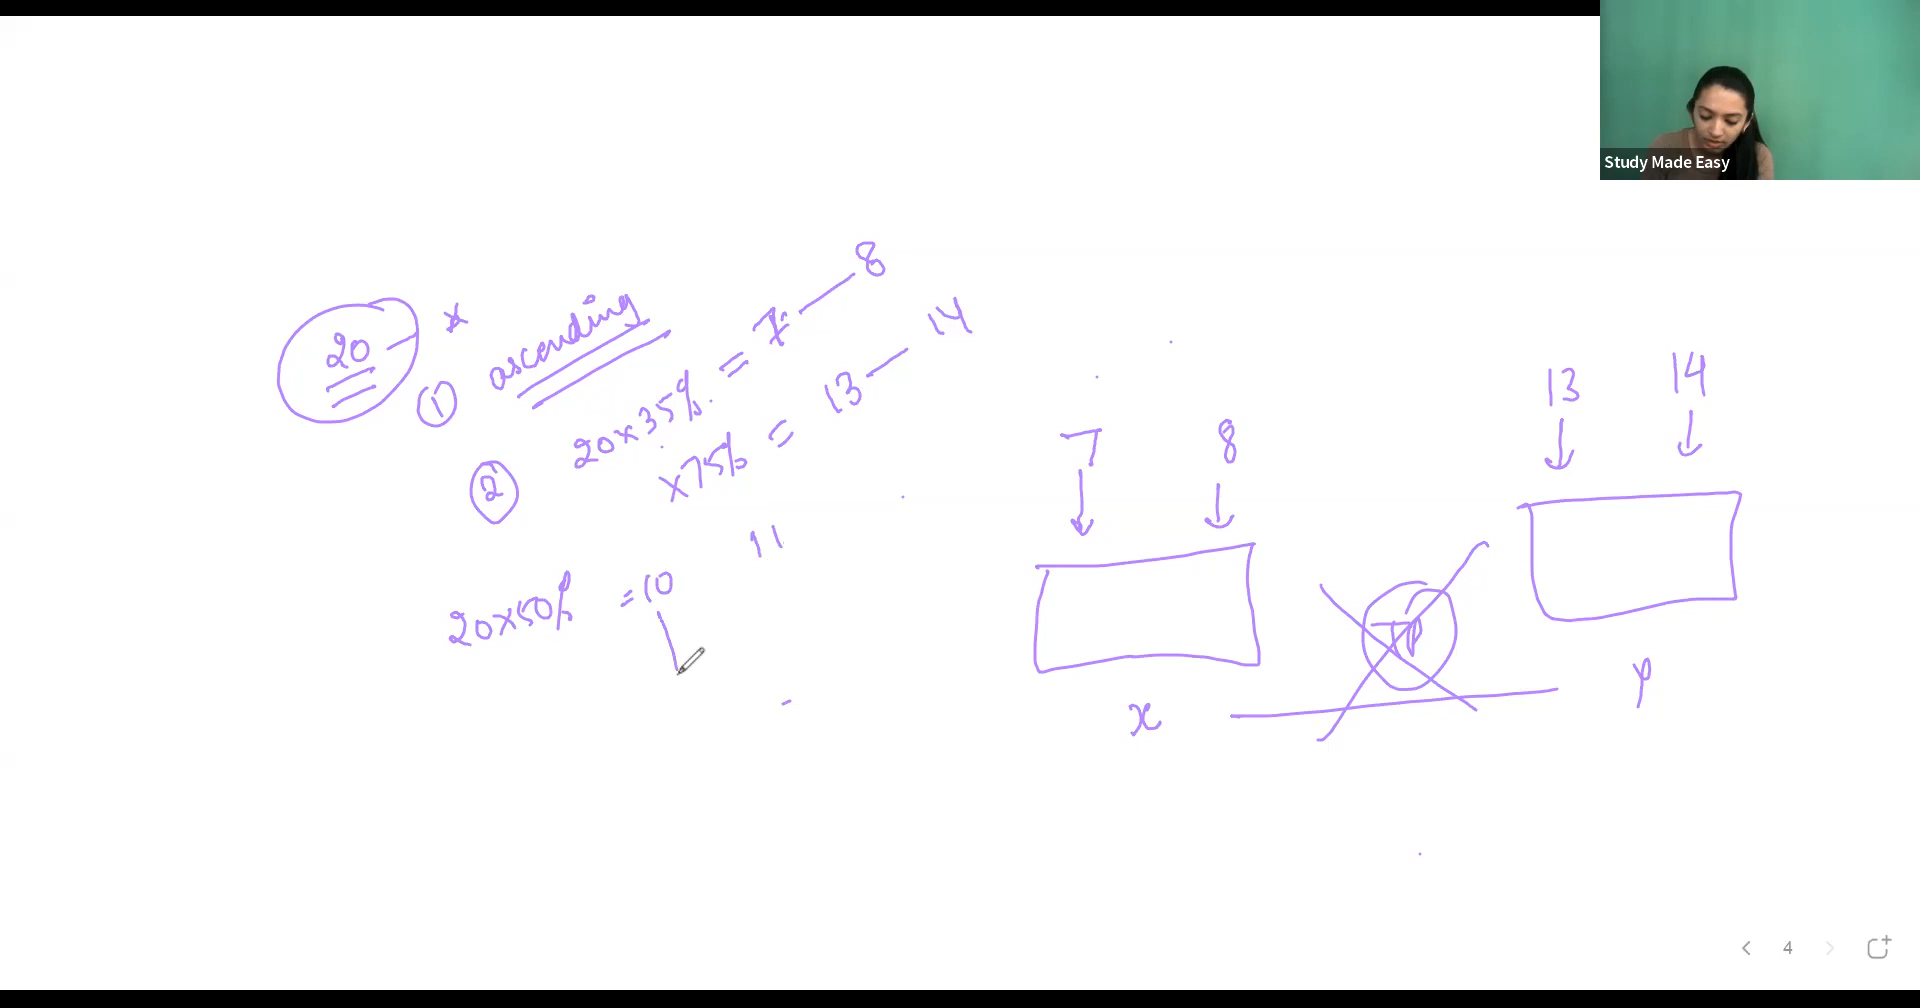 Study Made Easy
20
*
① ascending
② 20 x 35% = 7 — 8
x 75% = 13 — 14
11
20 x 50% = 10
7 8
13 14
TP
x
y
4